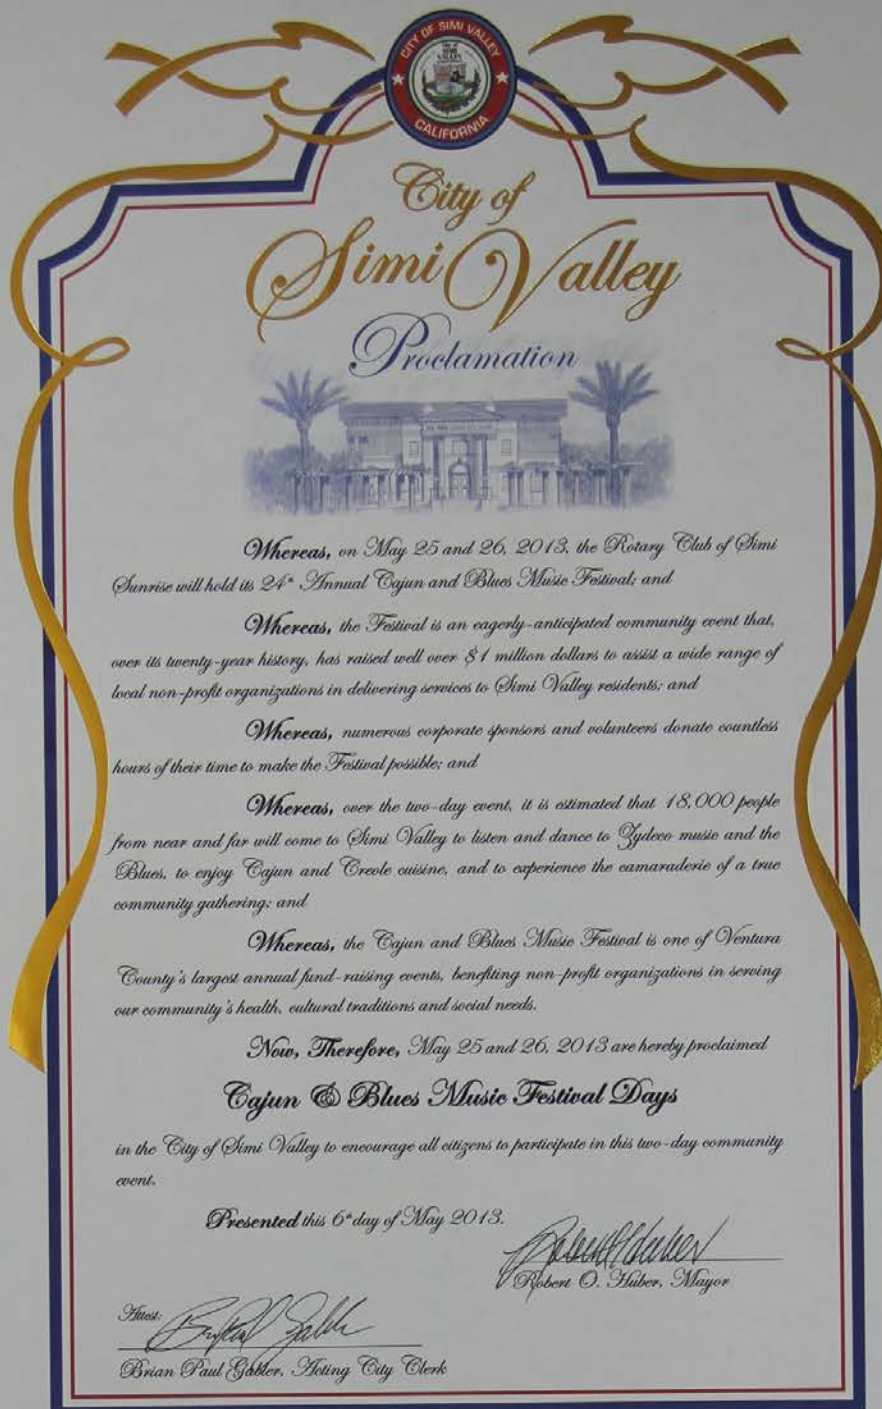 CITY OF SIMI VALLEY
CALIFORNIA
City of
Simi Valley
Proclamation
Whereas, on May 25 and 26, 2013, the Rotary Club of Simi
Sunrise will hold its 24th Annual Cajun and Blues Music Festival; and
Whereas, the Festival is an eagerly-anticipated community event that,
over its twenty-year history, has raised well over $1 million dollars to assist a wide range of
local non-profit organizations in delivering services to Simi Valley residents; and
Whereas, numerous corporate sponsors and volunteers donate countless
hours of their time to make the Festival possible; and
Whereas, over the two-day event, it is estimated that 18,000 people
from near and far will come to Simi Valley to listen and dance to Zydeco music and the
Blues, to enjoy Cajun and Creole cuisine, and to experience the camaraderie of a true
community gathering; and
Whereas, the Cajun and Blues Music Festival is one of Ventura
County's largest annual fund-raising events, benefiting non-profit organizations in serving
our community's health, cultural traditions and social needs.
Now, Therefore, May 25 and 26, 2013 are hereby proclaimed
Cajun & Blues Music Festival Days
in the City of Simi Valley to encourage all citizens to participate in this two-day community
event.
Presented this 6th day of May 2013.
Robert O. Huber, Mayor
Attest:
Brian Paul Gabler, Acting City Clerk